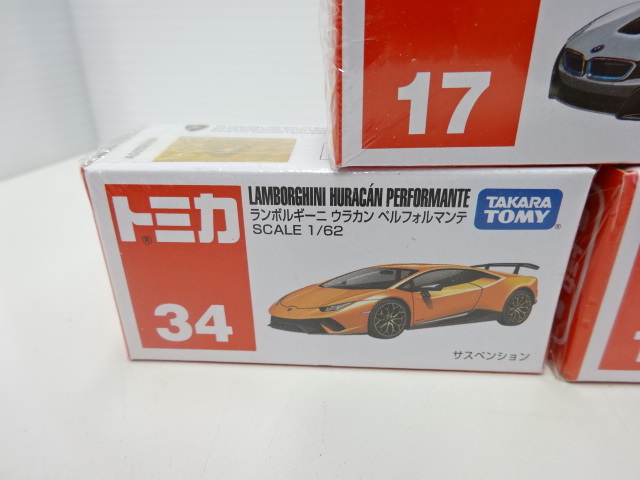 17
トミカ
®
34
LAMBORGHINI HURACÁN PERFORMANTE
ランボルギーニ ウラカン ペルフォルマンテ
SCALE 1/62
TAKARA
TOMY®
サスペンション